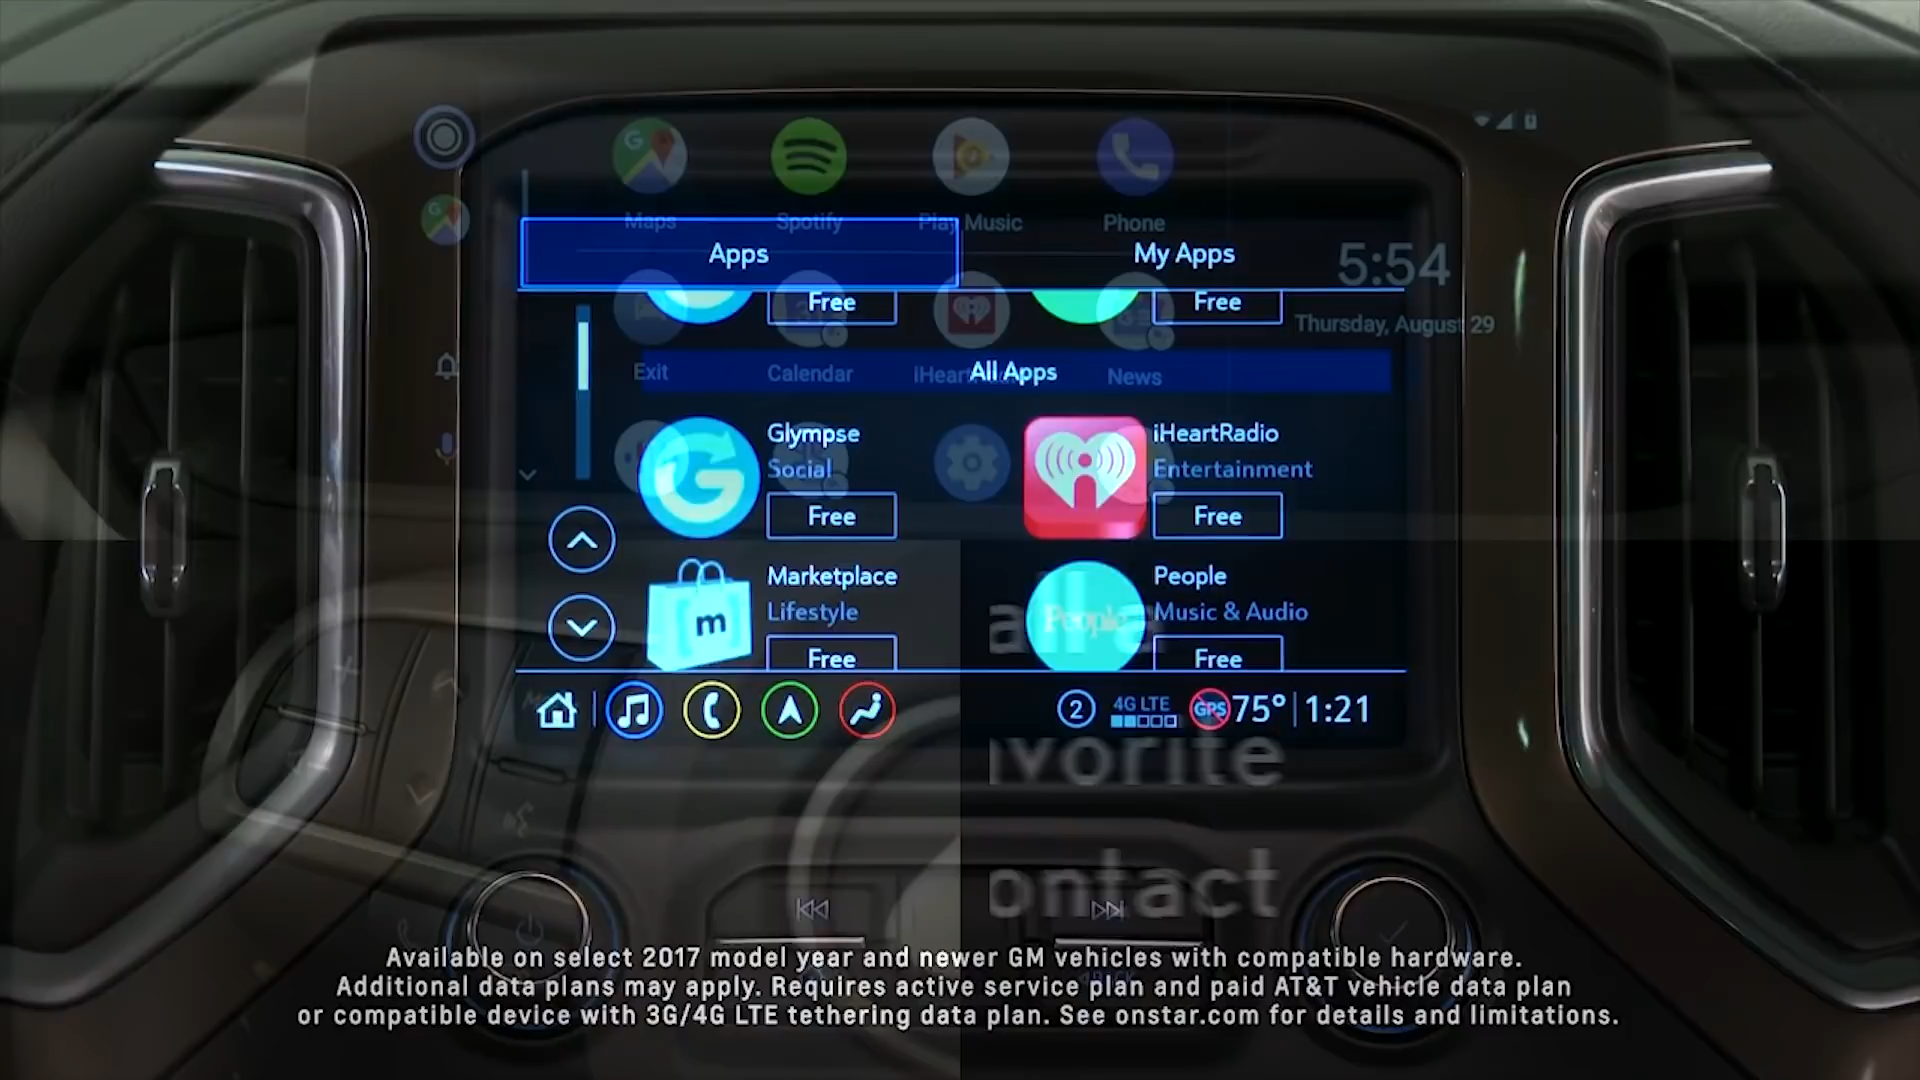 Maps
Spotify
Play Music
Phone
Apps
My Apps
5:54
Free
Free
Thursday, August 29
Exit
Calendar
All Apps
News
Glympse
Social
Free
iHeartRadio
Entertainment
Free
m
Marketplace
Lifestyle
Free
People
People
Music & Audio
Free
2
4G LTE
GPS
75°
1:21
Available on select 2017 model year and newer GM vehicles with compatible hardware.
Additional data plans may apply. Requires active service plan and paid AT&T vehicle data plan
or compatible device with 3G/4G LTE tethering data plan. See onstar.com for details and limitations.